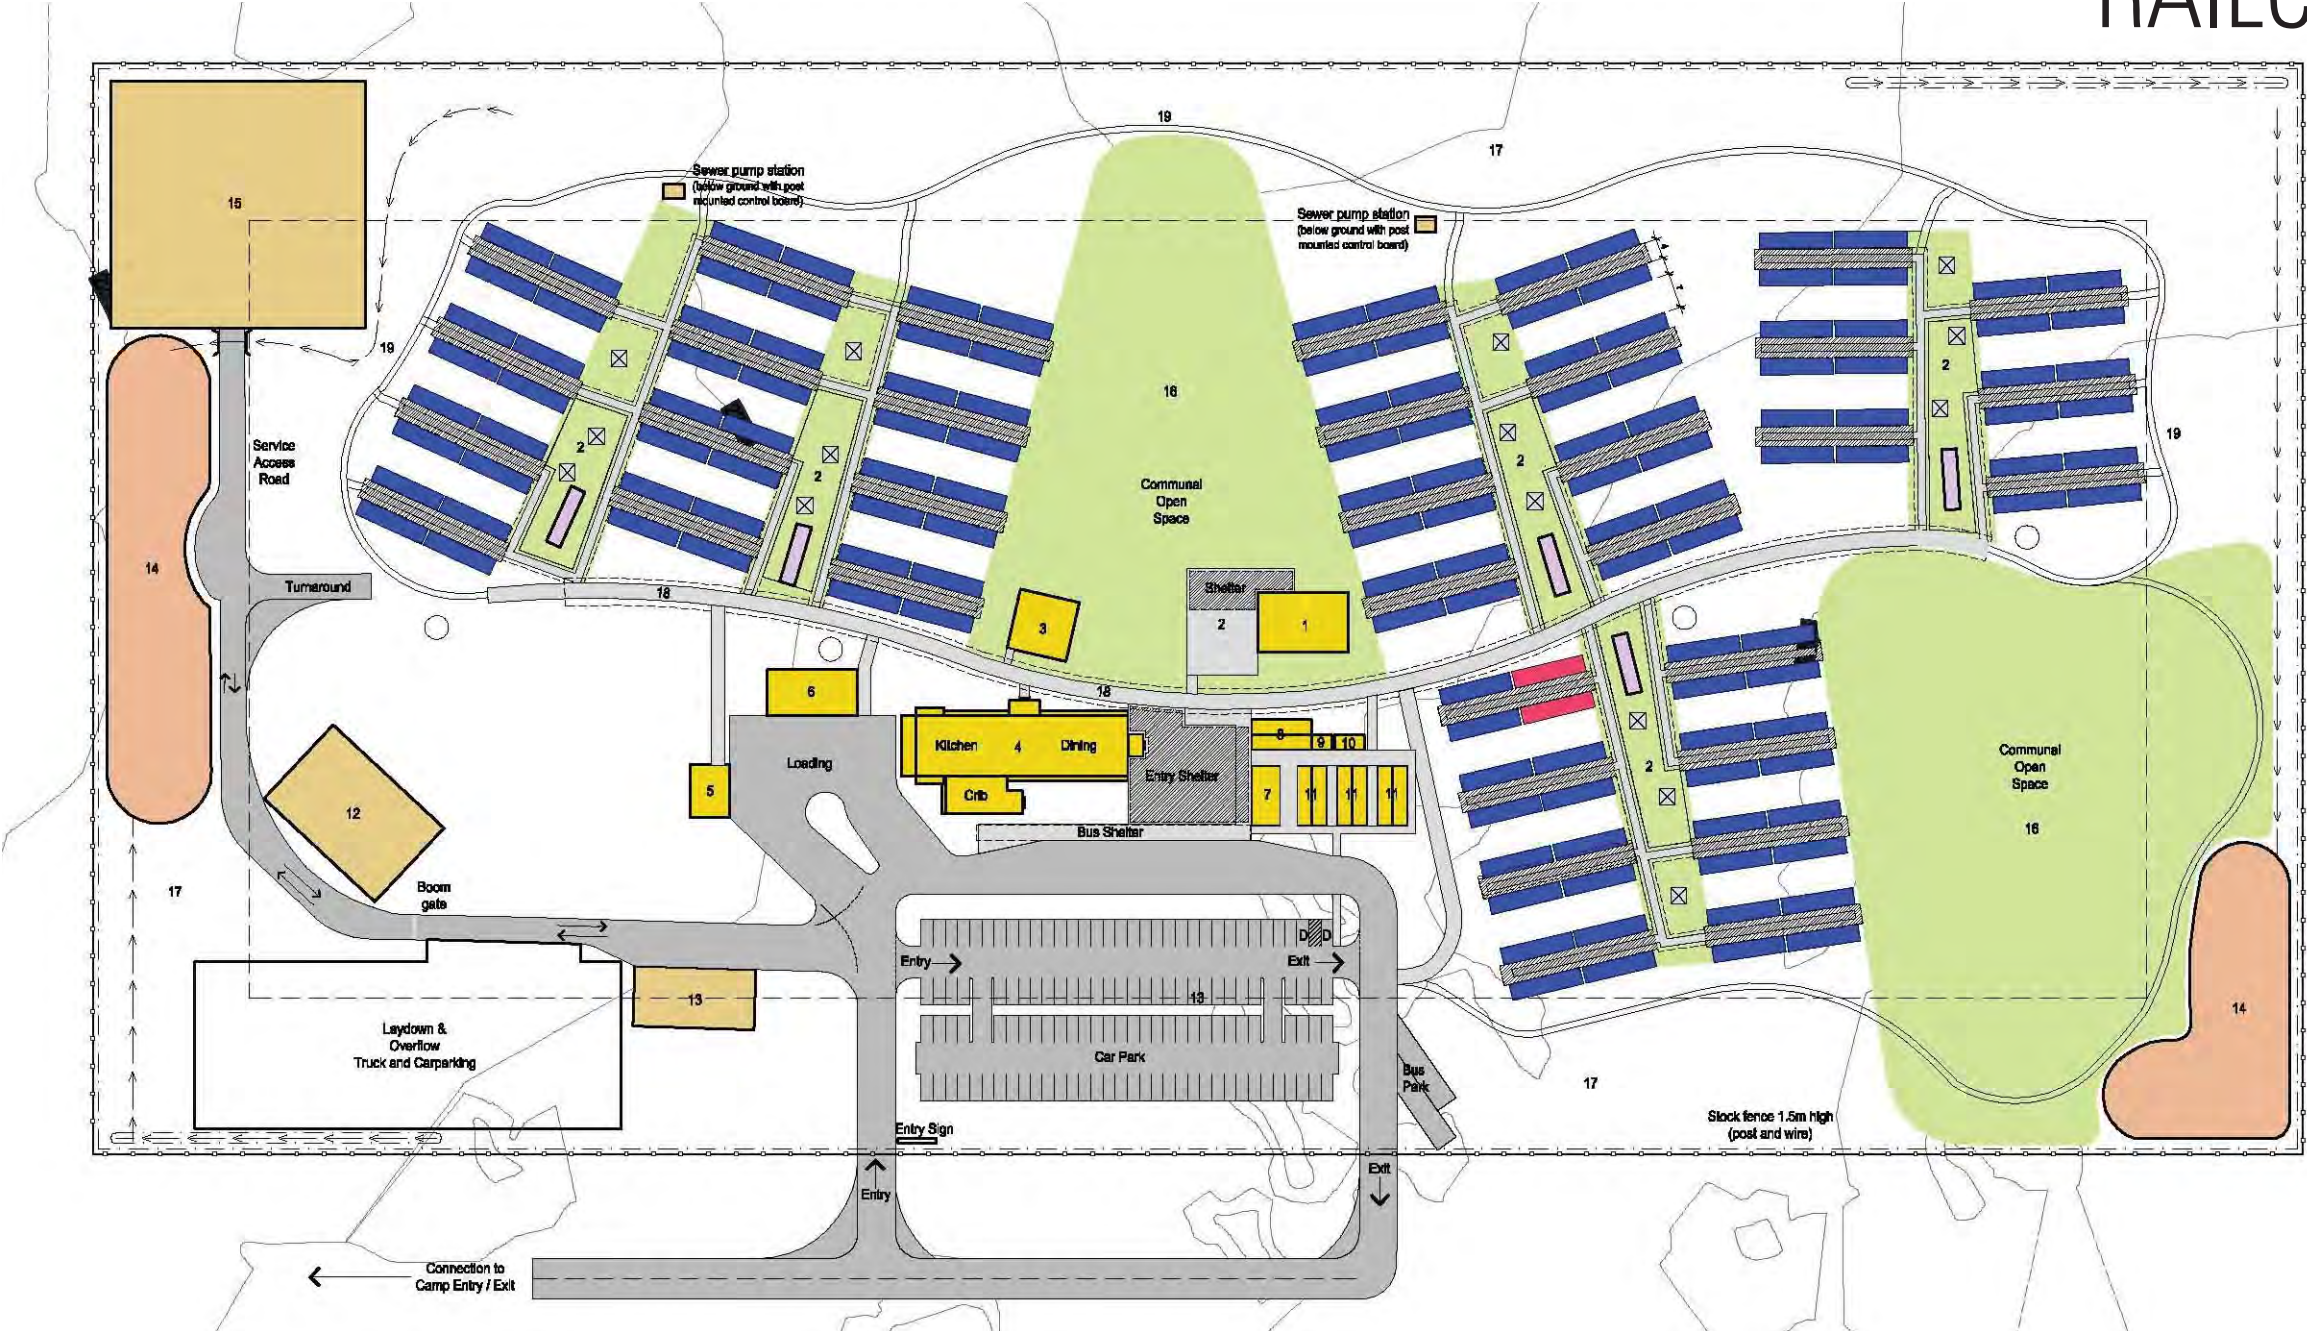 19
17
Sewer pump station
(below ground with post
mounted control board)
15
Sewer pump station
(below ground with post
mounted control board)
19
2
16
19
Service
Access
Road
2
2
2
Communal
Open
Space
14
Turnaround
18
Shelter
3
2
1
6
18
Kitchen
4
Dining
8
9
10
Loading
Entry Shelter
Communal
Open
Space
2
5
Crib
7
11
11
11
12
Bus Shelter
16
17
Boom
gate
D
D
Entry
Exit
13
13
14
Laydown &
Overflow
Truck and Carparking
Car Park
Bus
Park
17
Stock fence 1.5m high
(post and wire)
Entry Sign
Exit
Entry
Connection to
Camp Entry / Exit